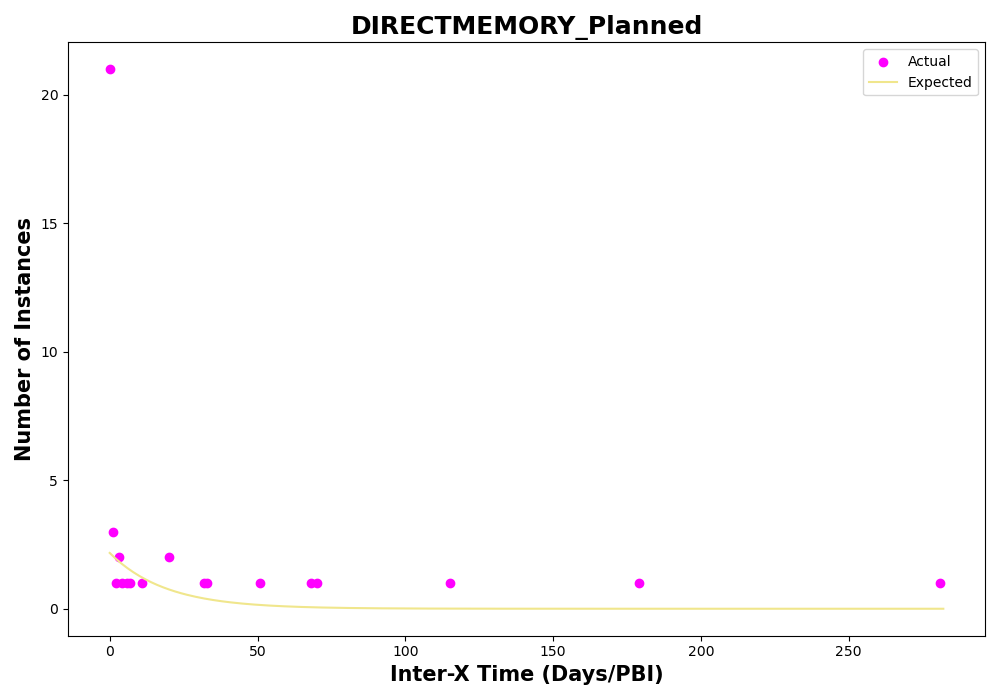 DIRECTMEMORY_Planned
Actual
Expected
Number of Instances
20
15
10
5
0
0
50
100
150
200
250
Inter-X Time (Days/PBI)